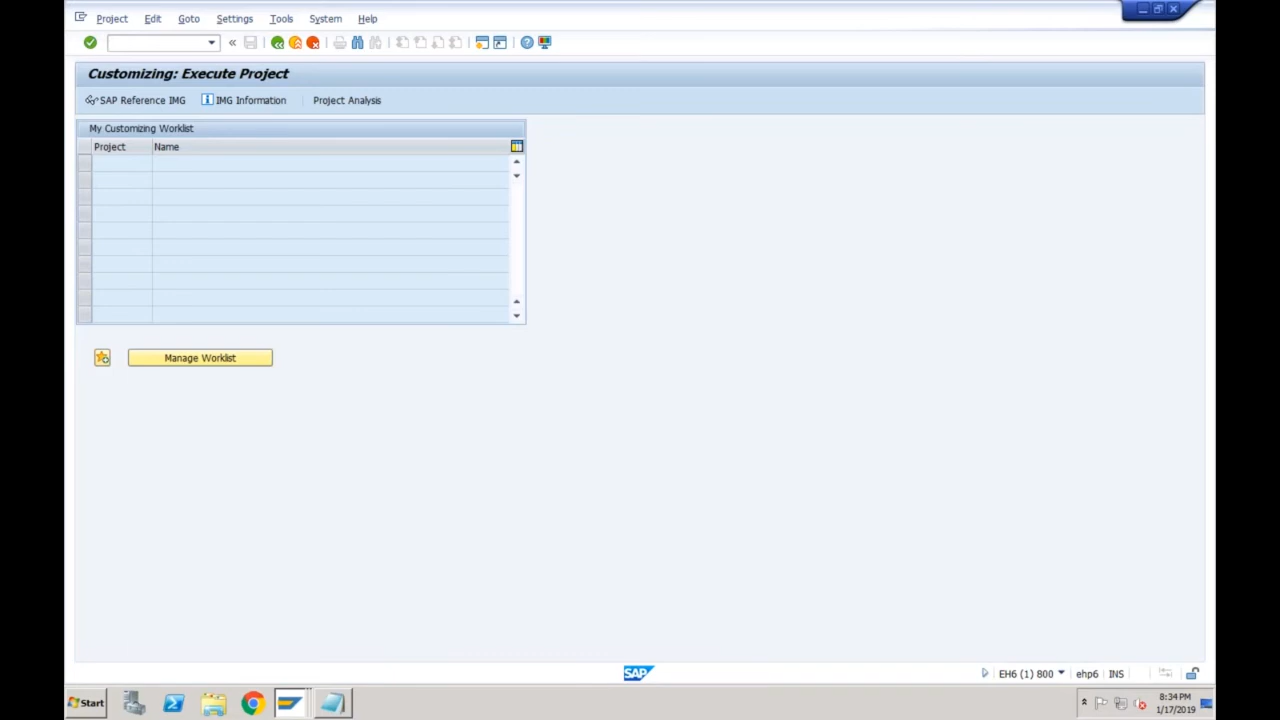 Project Edit Goto Settings Tools System Help
«
Customizing: Execute Project
SAP Reference IMG IMG Information Project Analysis
My Customizing Worklist
Project Name
Manage Worklist
SAP EH6 (1) 800 ehp6 INS
Start
8:34 PM
1/17/2019